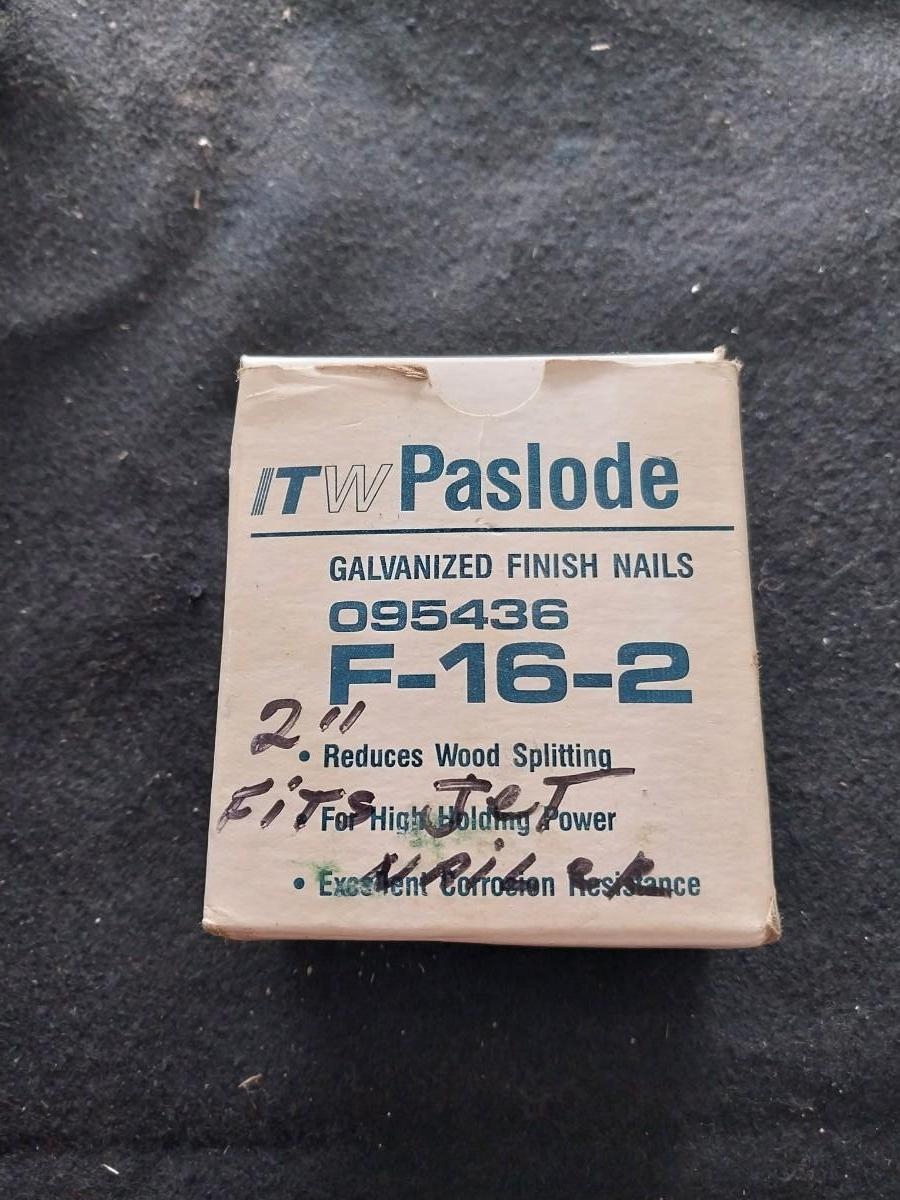 ITW Paslode
GALVANIZED FINISH NAILS
095436
F-16-2
2"
• Reduces Wood Splitting
FiTS JeT
• For High Holding Power
NAiLER
• Excellent Corrosion Resistance